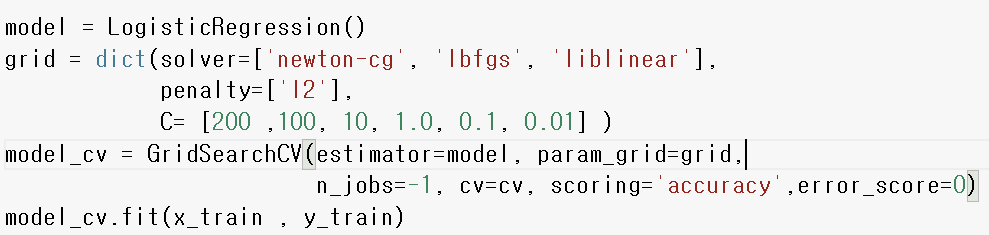 model = LogisticRegression()
grid = dict(solver=['newton-cg', 'lbfgs', 'liblinear'],
penalty=['l2'],
C= [200 ,100, 10, 1.0, 0.1, 0.01] )
model_cv = GridSearchCV(estimator=model, param_grid=grid,
n_jobs=-1, cv=cv, scoring='accuracy',error_score=0)
model_cv.fit(x_train , y_train)